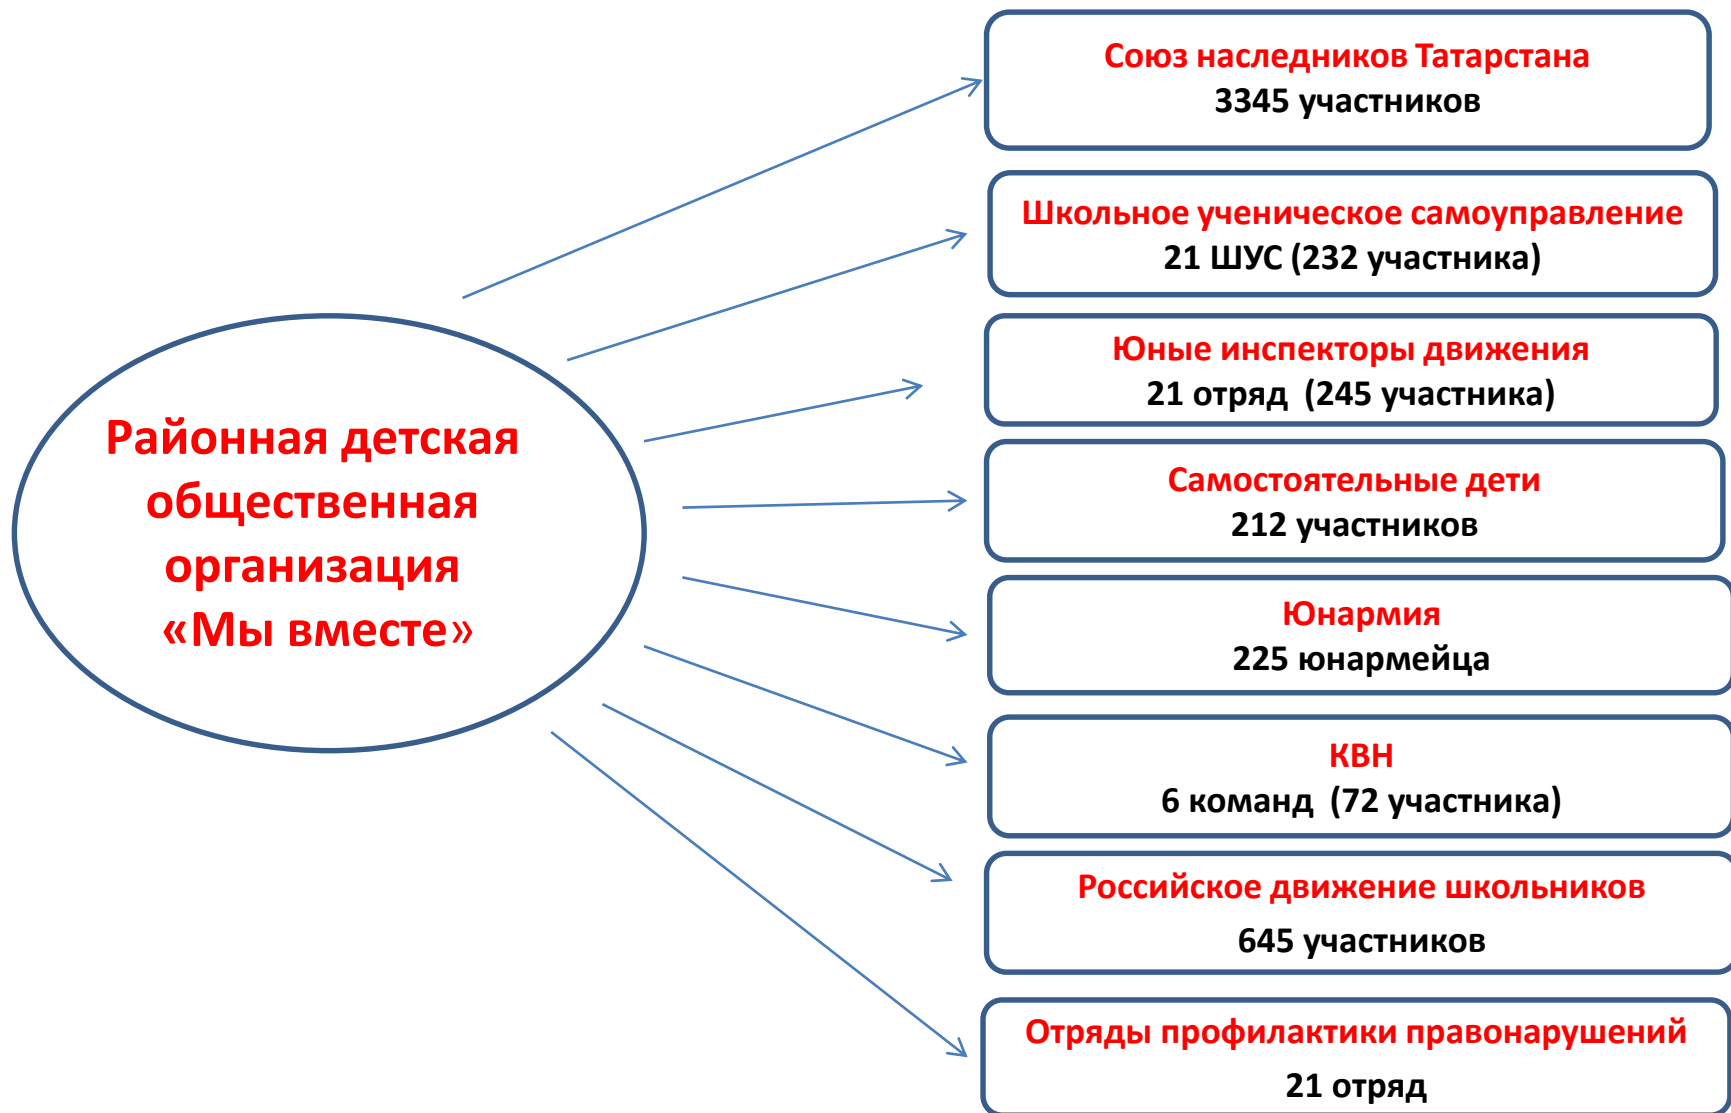 Районная детская
общественная
организация
«Мы вместе»
Союз наследников Татарстана
3345 участников
Школьное ученическое самоуправление
21 ШУС (232 участника)
Юные инспекторы движения
21 отряд  (245 участника)
Самостоятельные дети
212 участников
Юнармия
225 юнармейца
КВН
6 команд  (72 участника)
Российское движение школьников
645 участников
Отряды профилактики правонарушений
21 отряд